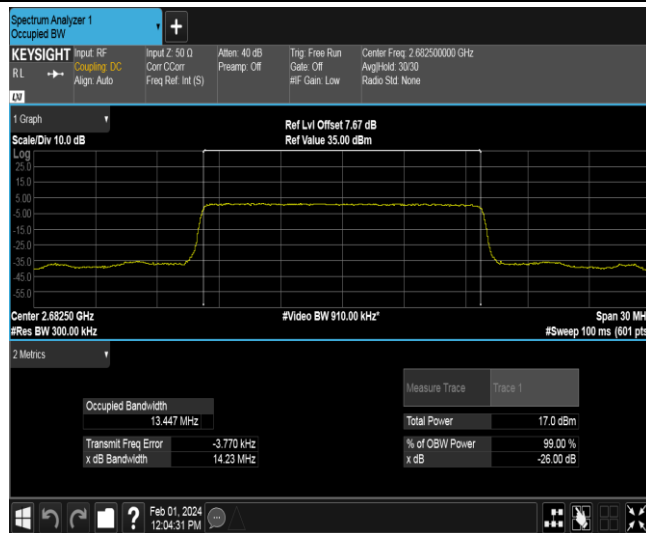 Spectrum Analyzer 1
Occupied BW
+
KEYSIGHT Input: RF Input Z: 50 Ω Atten: 40 dB Trig: Free Run Center Freq: 2.682500000 GHz
RL Coupling: DC Corr CCorr Preamp: Off Gate: Off Avg|Hold: 30/30
Align: Auto Freq Ref: Int (S) #IF Gain: Low Radio Std: None
1 Graph
Ref Lvl Offset 7.67 dB
Scale/Div 10.0 dB Ref Value 35.00 dBm
Log
25.0
15.0
5.00
-5.00
-15.0
-25.0
-35.0
-45.0
-55.0
Center 2.68250 GHz #Video BW 910.00 kHz* Span 30 MH
#Res BW 300.00 kHz #Sweep 100 ms (601 pts
2 Metrics
Measure Trace Trace 1
Occupied Bandwidth
13.447 MHz Total Power 17.0 dBm
Transmit Freq Error -3.770 kHz % of OBW Power 99.00 %
x dB Bandwidth 14.23 MHz x dB -26.00 dB
? Feb 01, 2024
12:04:31 PM